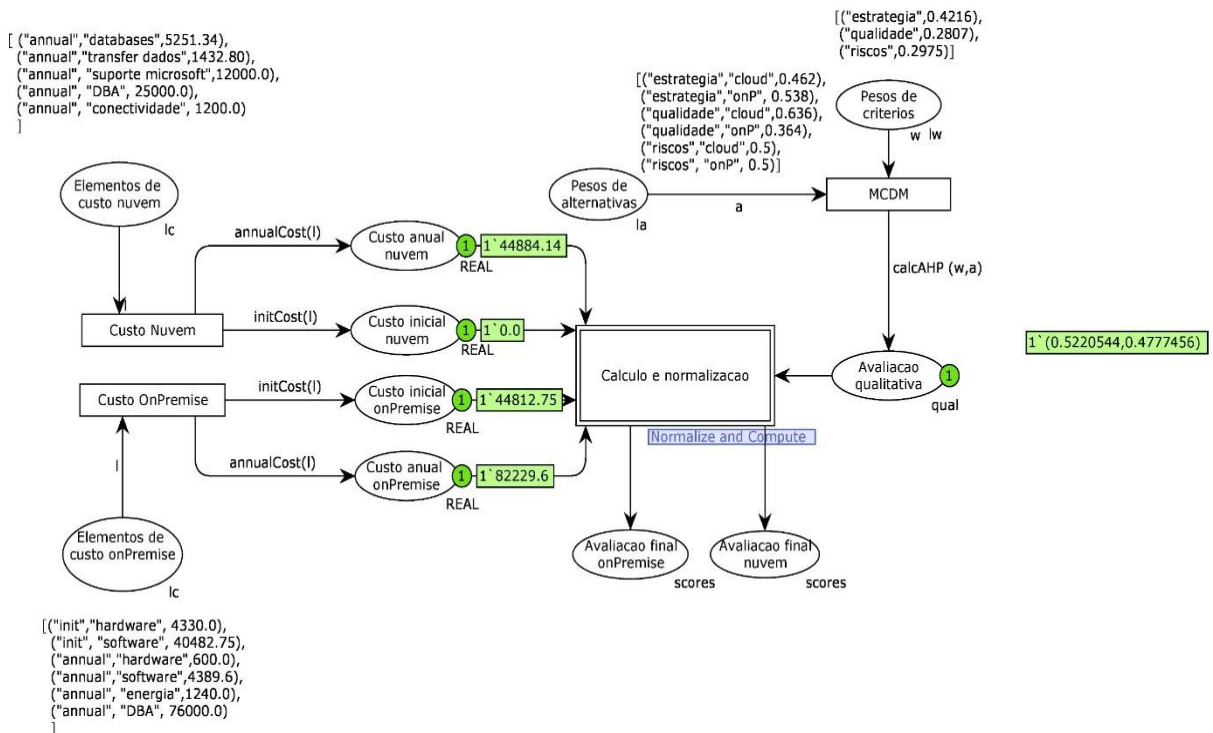 [("estrategia",0.4216),
("qualidade",0.2807),
("riscos",0.2975)]
[ ("annual","databases",5251.34),
("annual","transfer dados",1432.80),
("annual", "suporte microsoft",12000.0),
("annual", "DBA", 25000.0),
("annual", "conectividade", 1200.0)
]
[("estrategia","cloud",0.462),
("estrategia","onP", 0.538),
("qualidade","cloud",0.636),
("qualidade","onP",0.364),
("riscos","cloud",0.5),
("riscos", "onP", 0.5)]
Pesos de
criterios
w lw
Elementos de
custo nuvem
lc
Pesos de
alternativas
la
a
MCDM
annualCost(l)
Custo anual
nuvem
1
1`44884.14
REAL
calcAHP (w,a)
l
Custo Nuvem
initCost(l)
Custo inicial
nuvem
1
1`0.0
REAL
1`(0.5220544,0.4777456)
Calculo e normalizacao
Avaliacao
qualitativa
1
qual
Custo OnPremise
initCost(l)
Custo inicial
onPremise
1
1`44812.75
REAL
Normalize and Compute
l
annualCost(l)
Custo anual
onPremise
1
1`82229.6
REAL
Elementos de
custo onPremise
lc
Avaliacao final
onPremise
scores
Avaliacao final
nuvem
scores
[("init","hardware", 4330.0),
("init", "software", 40482.75),
("annual","hardware",600.0),
("annual","software",4389.6),
("annual", "energia",1240.0),
("annual", "DBA", 76000.0)
]